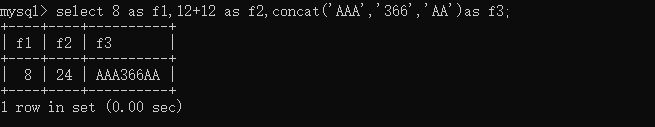 mysql> select 8 as f1,12+12 as f2,concat('AAA','366','AA')as f3;
+----+----+----------+
| f1 | f2 | f3       |
+----+----+----------+
|  8 | 24 | AAA366AA |
+----+----+----------+
1 row in set (0.00 sec)